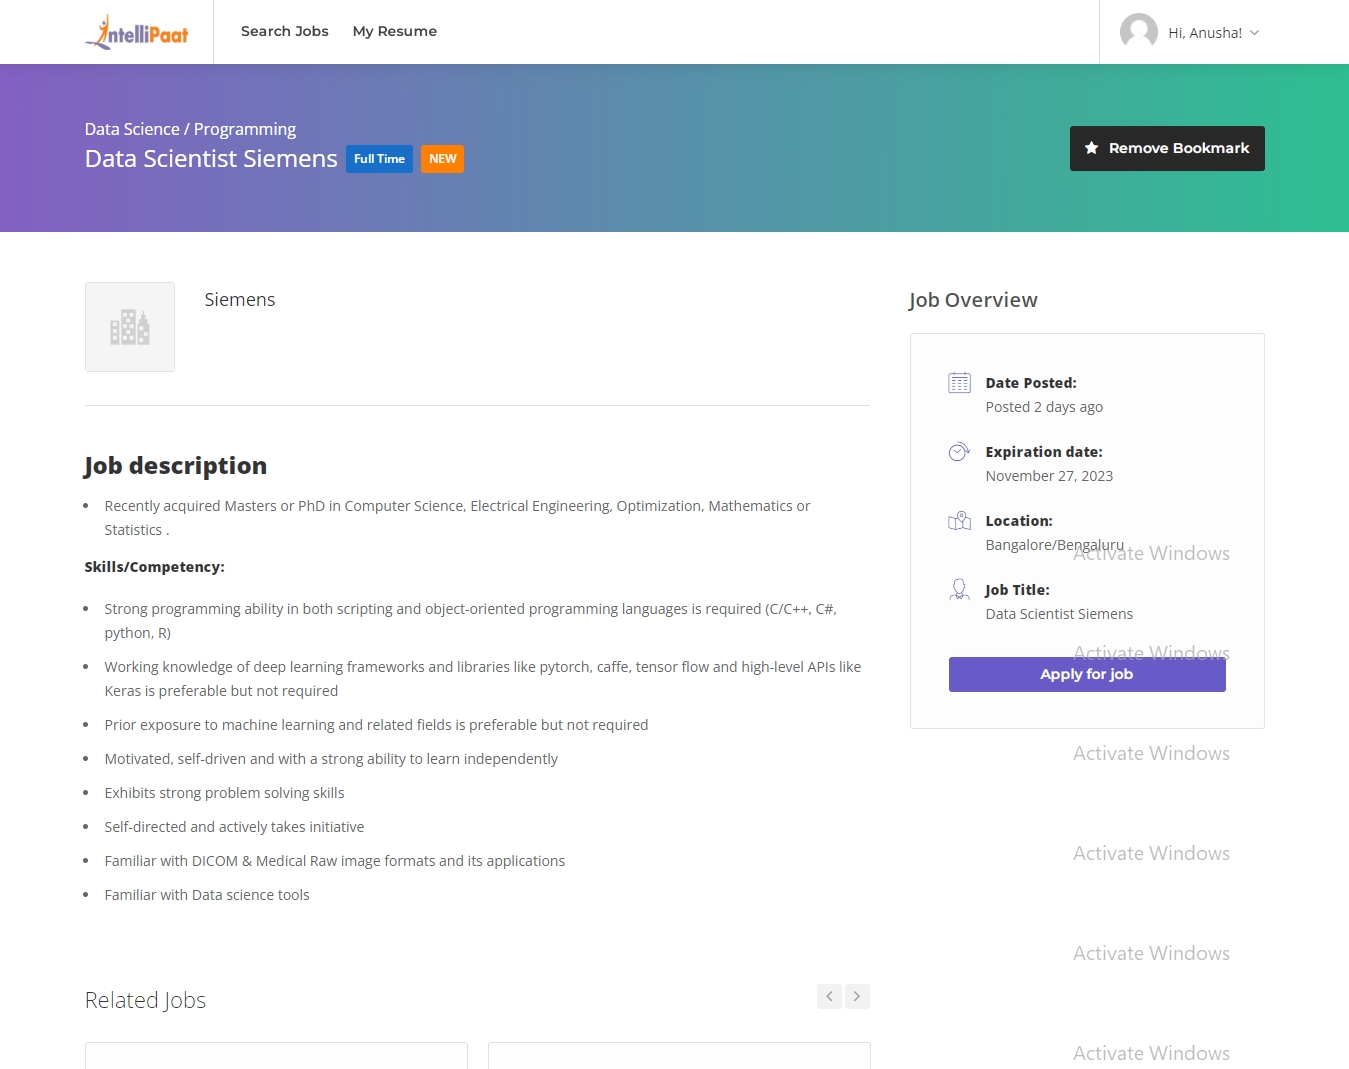 IntelliPaat
Search Jobs
My Resume
Hi, Anusha!
Data Science / Programming
Data Scientist Siemens
Full Time
NEW
Remove Bookmark
Siemens
Job description
Recently acquired Masters or PhD in Computer Science, Electrical Engineering, Optimization, Mathematics or
Statistics .
Skills/Competency:
Strong programming ability in both scripting and object-oriented programming languages is required (C/C++, C#,
python, R)
Working knowledge of deep learning frameworks and libraries like pytorch, caffe, tensor flow and high-level APIs like
Keras is preferable but not required
Prior exposure to machine learning and related fields is preferable but not required
Motivated, self-driven and with a strong ability to learn independently
Exhibits strong problem solving skills
Self-directed and actively takes initiative
Familiar with DICOM & Medical Raw image formats and its applications
Familiar with Data science tools
Related Jobs
Job Overview
Date Posted:
Posted 2 days ago
Expiration date:
November 27, 2023
Location:
Bangalore/Bengaluru
Activate Windows
Job Title:
Data Scientist Siemens
Activate Windows
Apply for job
Activate Windows
Activate Windows
Activate Windows
Activate Windows